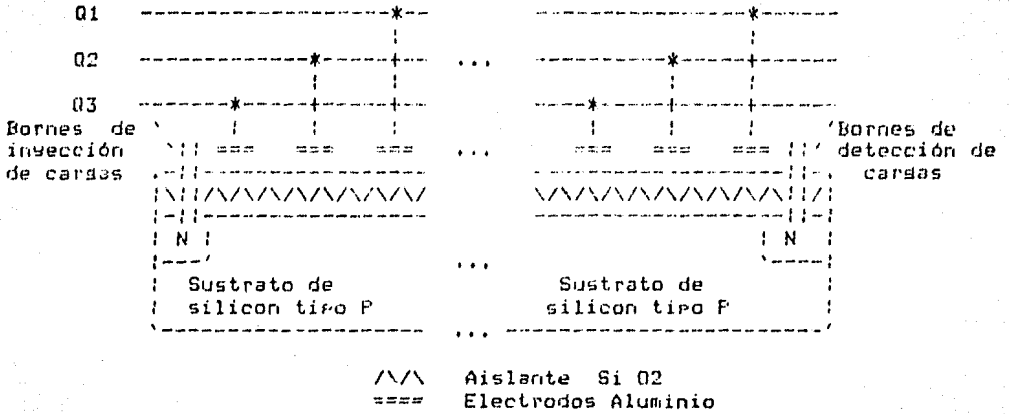 Q1
...
Q2
Q3
Bornes de inyección de cargas
Bornes de detección de cargas
...
N
N
...
Sustrato de silicon tipo P
Sustrato de silicon tipo P
...
/\/\ Aislante Si O2
==== Electrodos Aluminio